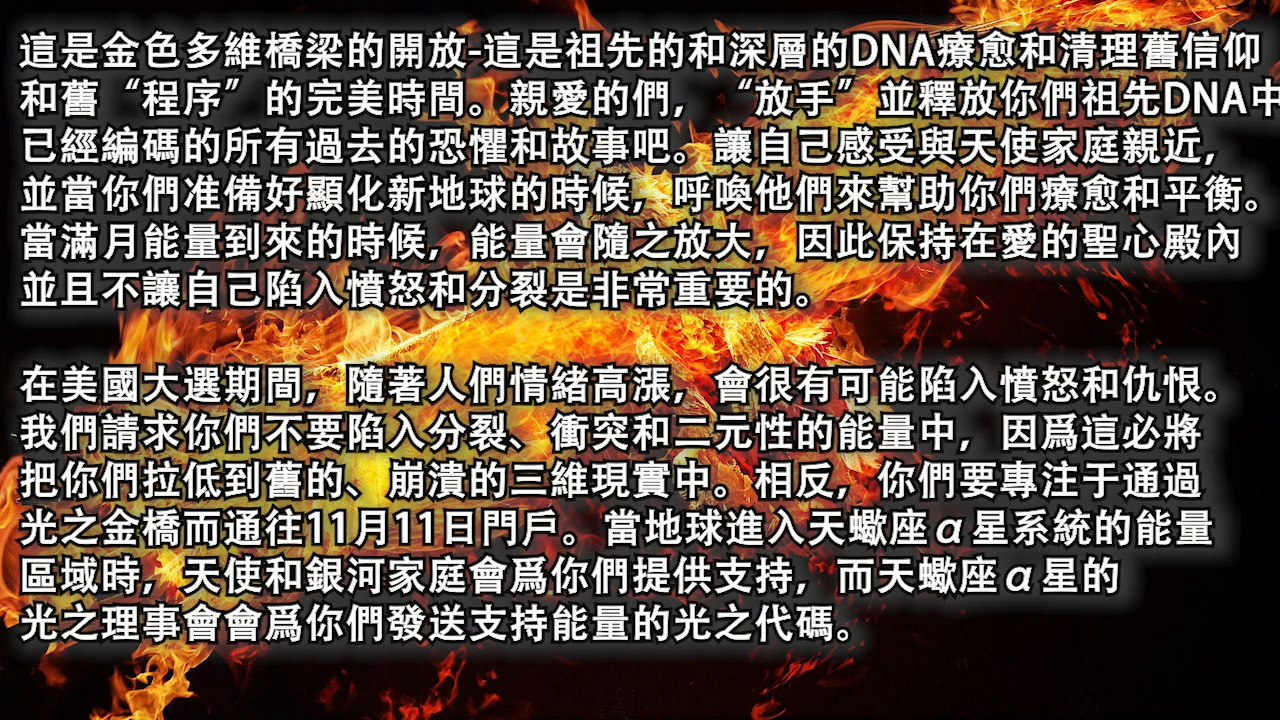 這是金色多維橋梁的開放-這是祖先的和深層的DNA療愈和清理舊信仰
和舊“程序”的完美時間。親愛的們，“放手”並釋放你們祖先DNA中
已經編碼的所有過去的恐懼和故事吧。讓自己感受與天使家庭親近，
並當你們准備好顯化新地球的時候，呼喚他們來幫助你們療愈和平衡。
當滿月能量到來的時候，能量會隨之放大，因此保持在愛的聖心殿內
並且不讓自己陷入憤怒和分裂是非常重要的。
在美國大選期間，隨著人們情緒高漲，會很有可能陷入憤怒和仇恨。
我們請求你們不要陷入分裂、衝突和二元性的能量中，因爲這必將
把你們拉低到舊的、崩潰的三維現實中。相反，你們要專注于通過
光之金橋而通往11月11日門戶。當地球進入天蠍座α星系統的能量
區域時，天使和銀河家庭會爲你們提供支持，而天蠍座α星的
光之理事會會爲你們發送支持能量的光之代碼。